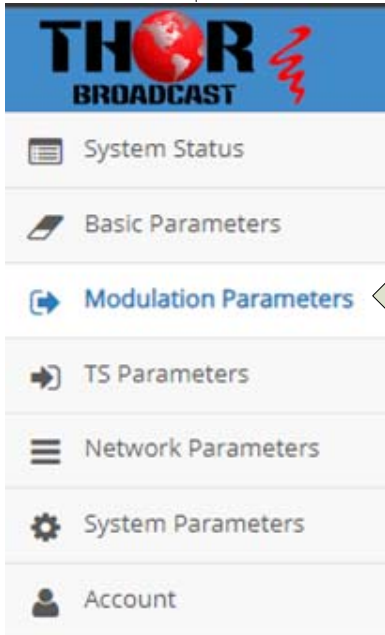 THOR
BROADCAST
System Status
Basic Parameters
Modulation Parameters
TS Parameters
Network Parameters
System Parameters
Account